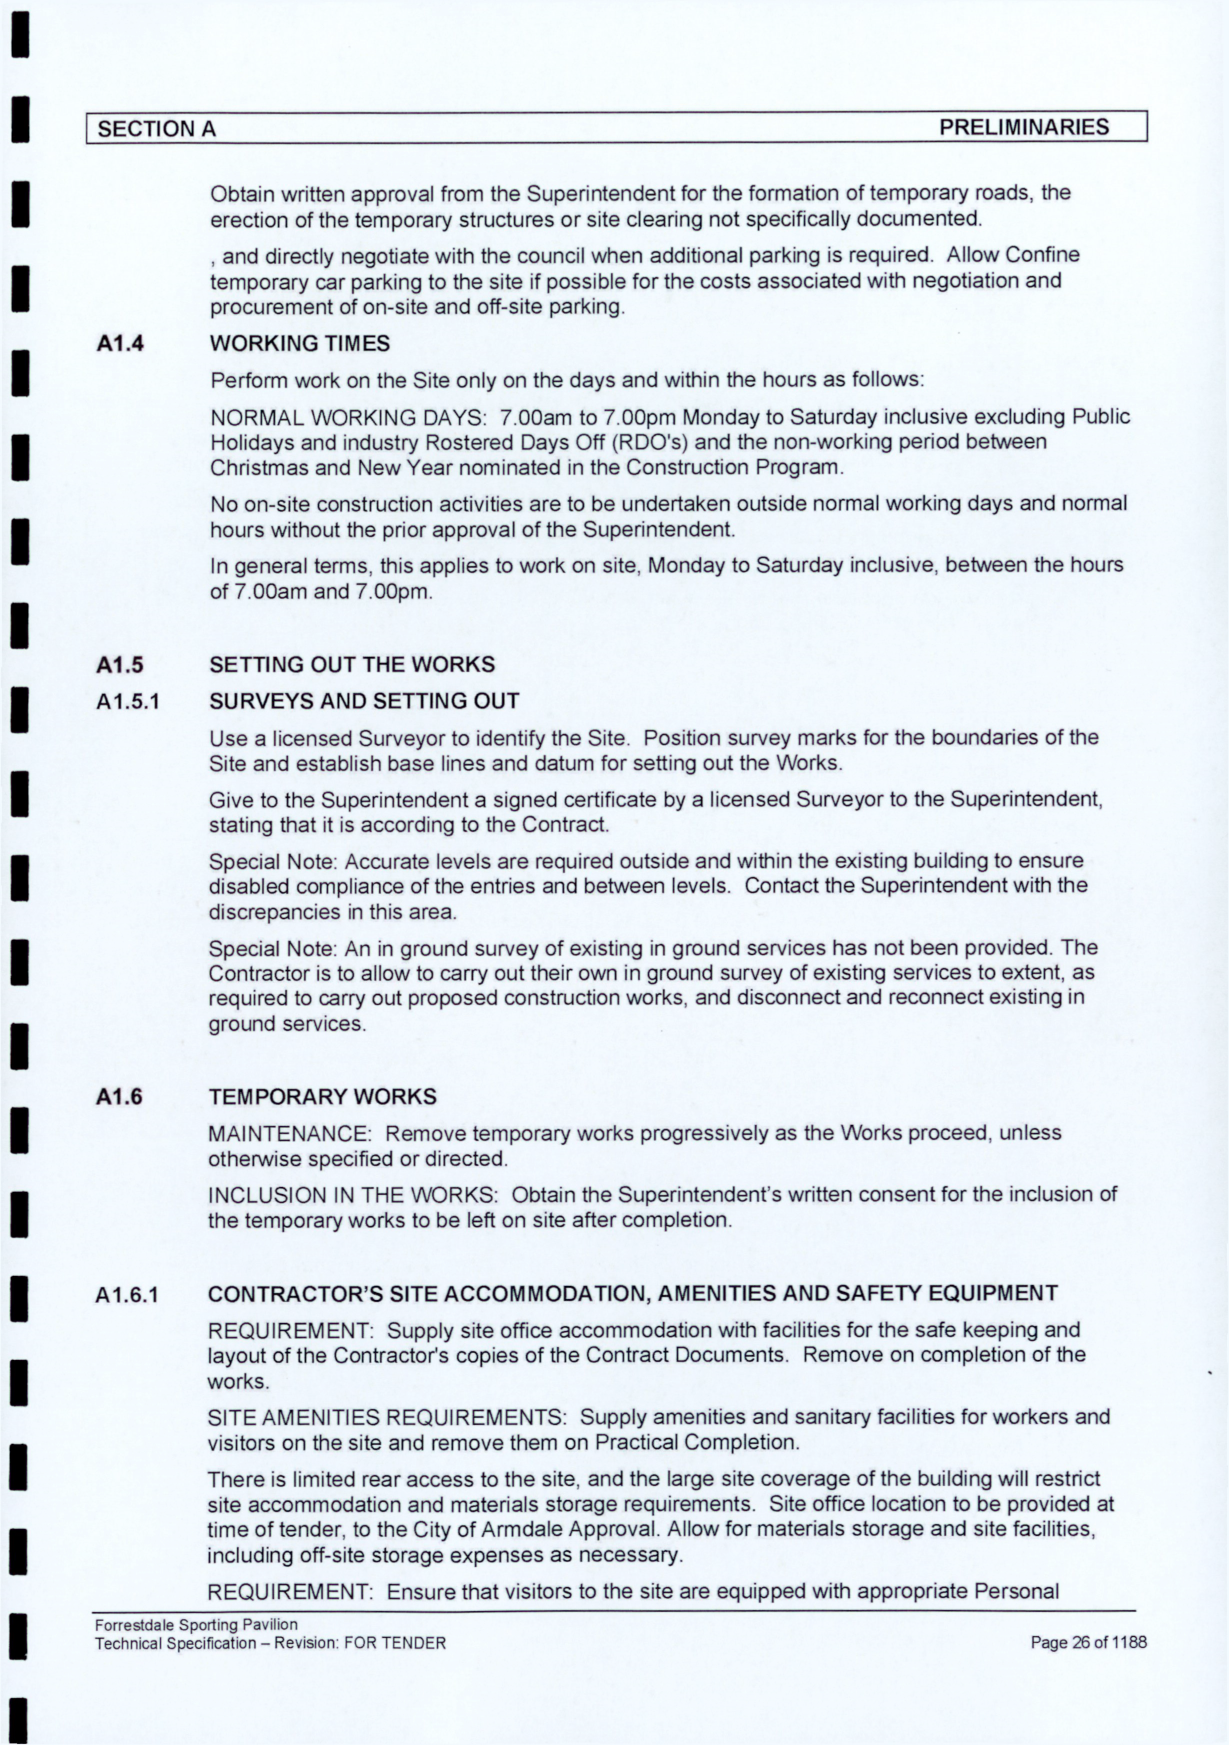 SECTION A PRELIMINARIES
Obtain written approval from the Superintendent for the formation of temporary roads, the
erection of the temporary structures or site clearing not specifically documented.
, and directly negotiate with the council when additional parking is required. Allow Confine
temporary car parking to the site if possible for the costs associated with negotiation and
procurement of on-site and off-site parking.
A1.4 WORKING TIMES
Perform work on the Site only on the days and within the hours as follows:
NORMAL WORKING DAYS: 7.00am to 7.00pm Monday to Saturday inclusive excluding Public
Holidays and industry Rostered Days Off (RDO's) and the non-working period between
Christmas and New Year nominated in the Construction Program.
No on-site construction activities are to be undertaken outside normal working days and normal
hours without the prior approval of the Superintendent.
In general terms, this applies to work on site, Monday to Saturday inclusive, between the hours
of 7.00am and 7.00pm.
A1.5 SETTING OUT THE WORKS
A1.5.1 SURVEYS AND SETTING OUT
Use a licensed Surveyor to identify the Site. Position survey marks for the boundaries of the
Site and establish base lines and datum for setting out the Works.
Give to the Superintendent a signed certificate by a licensed Surveyor to the Superintendent,
stating that it is according to the Contract.
Special Note: Accurate levels are required outside and within the existing building to ensure
disabled compliance of the entries and between levels. Contact the Superintendent with the
discrepancies in this area.
Special Note: An in ground survey of existing in ground services has not been provided. The
Contractor is to allow to carry out their own in ground survey of existing services to extent, as
required to carry out proposed construction works, and disconnect and reconnect existing in
ground services.
A1.6 TEMPORARY WORKS
MAINTENANCE: Remove temporary works progressively as the Works proceed, unless
otherwise specified or directed.
INCLUSION IN THE WORKS: Obtain the Superintendent's written consent for the inclusion of
the temporary works to be left on site after completion.
A1.6.1 CONTRACTOR'S SITE ACCOMMODATION, AMENITIES AND SAFETY EQUIPMENT
REQUIREMENT: Supply site office accommodation with facilities for the safe keeping and
layout of the Contractor's copies of the Contract Documents. Remove on completion of the
works.
SITE AMENITIES REQUIREMENTS: Supply amenities and sanitary facilities for workers and
visitors on the site and remove them on Practical Completion.
There is limited rear access to the site, and the large site coverage of the building will restrict
site accommodation and materials storage requirements. Site office location to be provided at
time of tender, to the City of Armdale Approval. Allow for materials storage and site facilities,
including off-site storage expenses as necessary.
REQUIREMENT: Ensure that visitors to the site are equipped with appropriate Personal
Forrestdale Sporting Pavilion
Technical Specification – Revision: FOR TENDER Page 26 of 1188